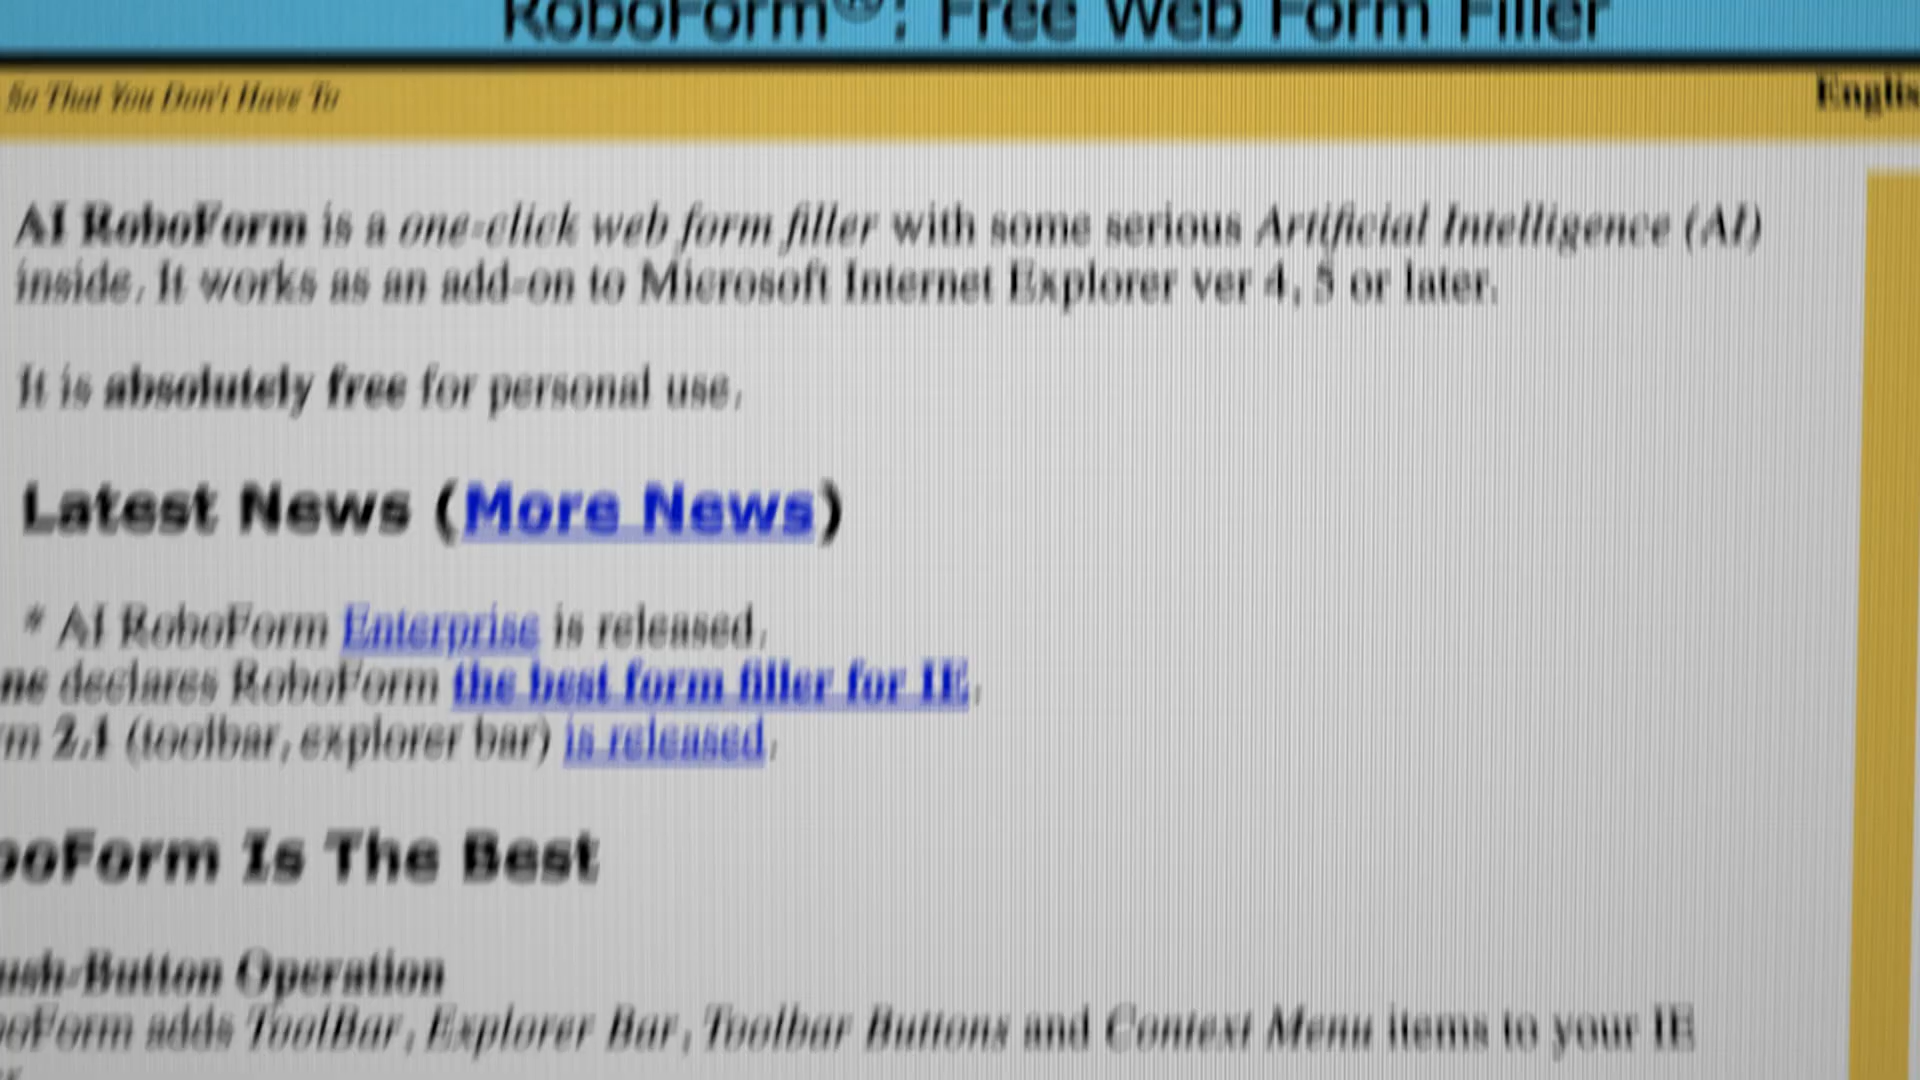 RoboForm®: Free Web Form Filler
So That You Don't Have To
Englis
AI RoboForm is a one-click web form filler with some serious Artificial Intelligence (AI)
inside. It works as an add-on to Microsoft Internet Explorer ver 4, 5 or later.
It is absolutely free for personal use.
Latest News (More News)
* AI RoboForm Enterprise is released.
ne declares RoboForm the best form filler for IE.
rm 2.1 (toolbar, explorer bar) is released.
boForm Is The Best
ush-Button Operation
oForm adds ToolBar, Explorer Bar, Toolbar Buttons and Context Menu items to your IE